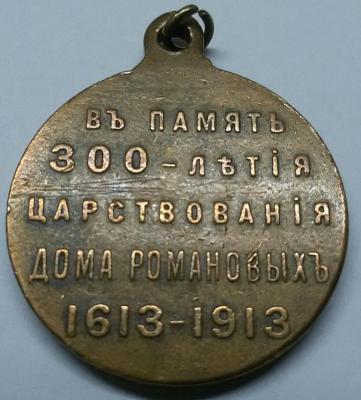 ВЪ ПАМЯТЬ
300-ЛѢТІЯ
ЦАРСТВОВАНІЯ
ДОМА РОМАНОВЫХЪ
1613-1913